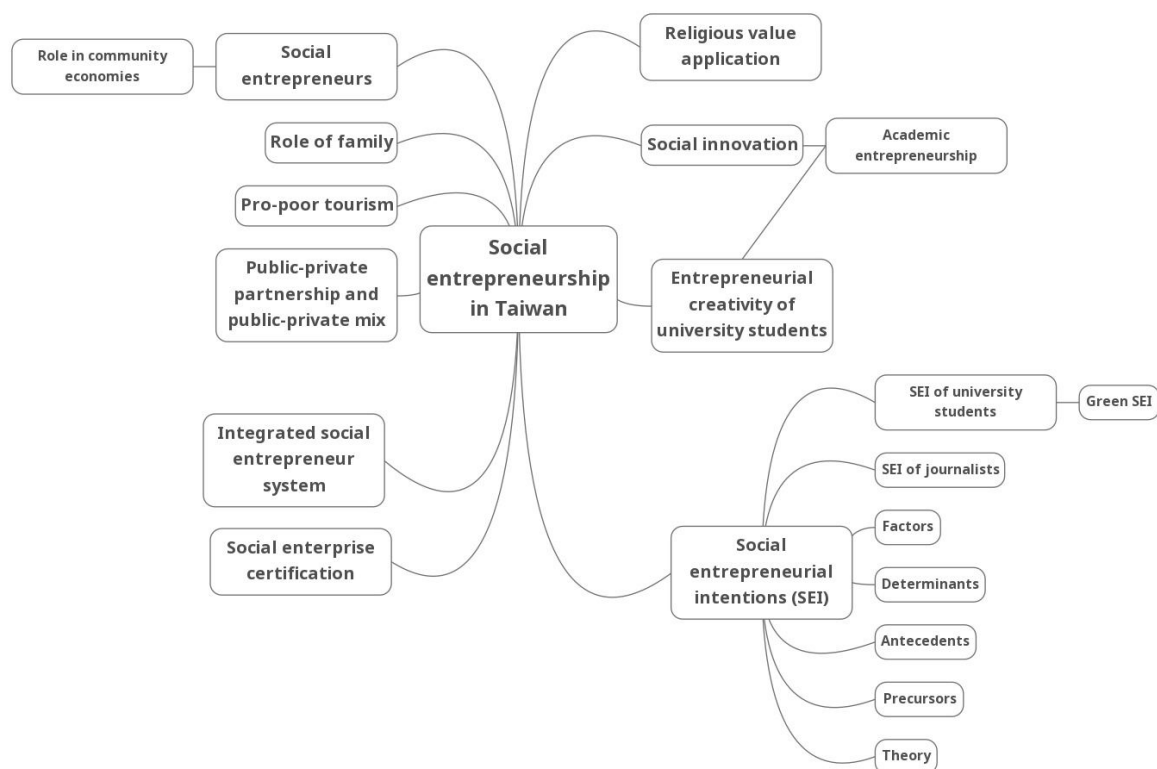 Social
entrepreneurship
in Taiwan
Social
entrepreneurs
Role in community
economies
Role of family
Pro-poor tourism
Public-private
partnership and
public-private mix
Integrated social
entrepreneur
system
Social enterprise
certification
Religious value
application
Social innovation
Academic
entrepreneurship
Entrepreneurial
creativity of
university students
Social
entrepreneurial
intentions (SEI)
SEI of university
students
Green SEI
SEI of journalists
Factors
Determinants
Antecedents
Precursors
Theory